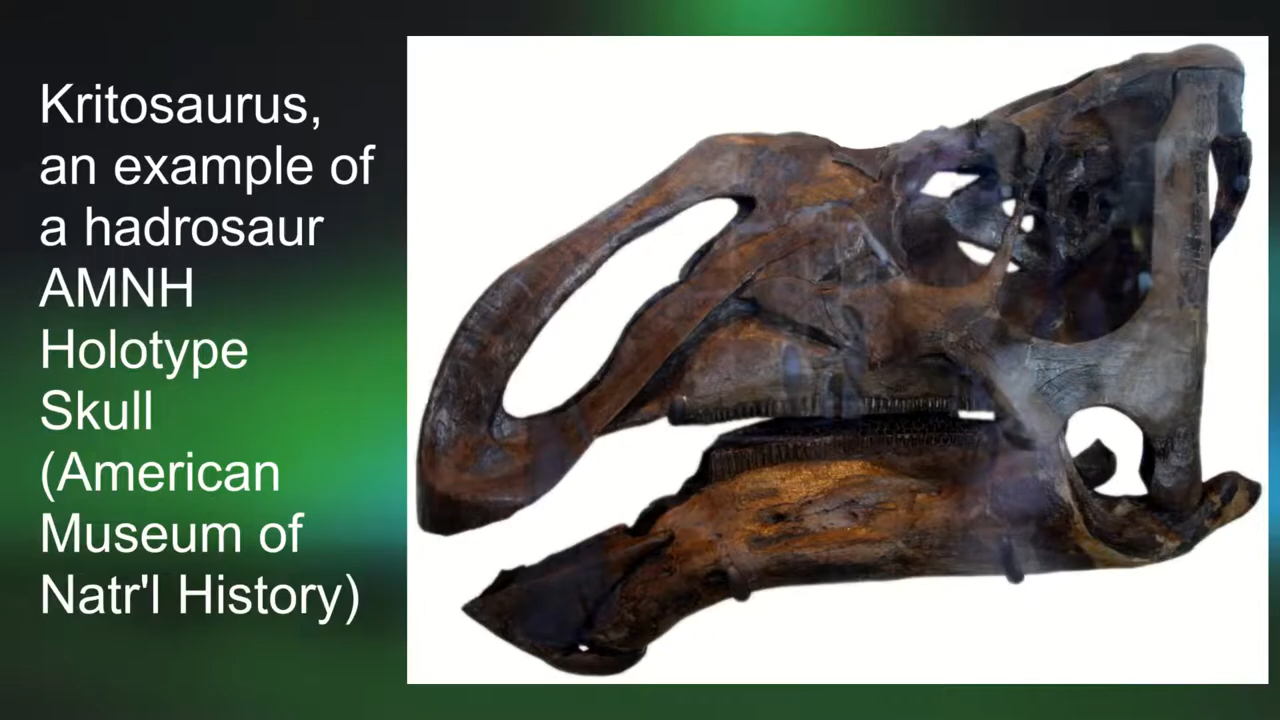 Kritosaurus,
an example of
a hadrosaur
AMNH
Holotype
Skull
(American
Museum of
Natr'l History)